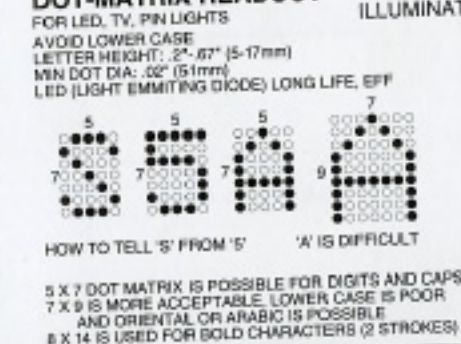 DOT-MATRIX READOUT
ILLUMINAT
FOR LED, TV, PIN LIGHTS
AVOID LOWER CASE
LETTER HEIGHT: .2"-.67" (5-17mm)
MIN DOT DIA: .02" (51mm)
LED (LIGHT EMMITING DIODE) LONG LIFE, EFF
5 5 5 7
7 7 7 9
HOW TO TELL 'S' FROM '5' 'A' IS DIFFICULT
5 X 7 DOT MATRIX IS POSSIBLE FOR DIGITS AND CAPS
7 X 9 IS MORE ACCEPTABLE, LOWER CASE IS POOR
AND ORIENTAL OR ARABIC IS POSSIBLE
8 X 14 IS USED FOR BOLD CHARACTERS (2 STROKES)